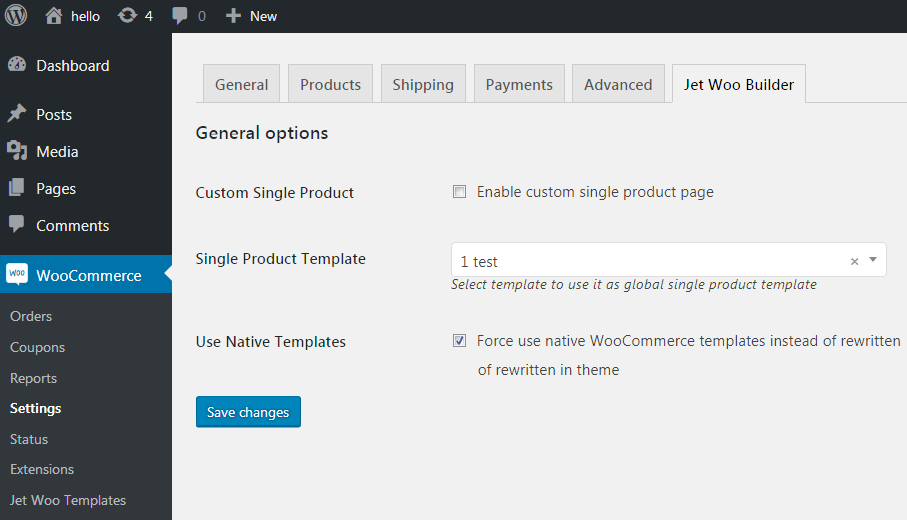 hello 4 0 New
Dashboard
Posts
Media
Pages
Comments
woo WooCommerce
Orders
Coupons
Reports
Settings
Status
Extensions
Jet Woo Templates
General Products Shipping Payments Advanced Jet Woo Builder
General options
Custom Single Product Enable custom single product page
Single Product Template 1 test ×
Select template to use it as global single product template
Use Native Templates Force use native WooCommerce templates instead of rewritten
of rewritten in theme
Save changes